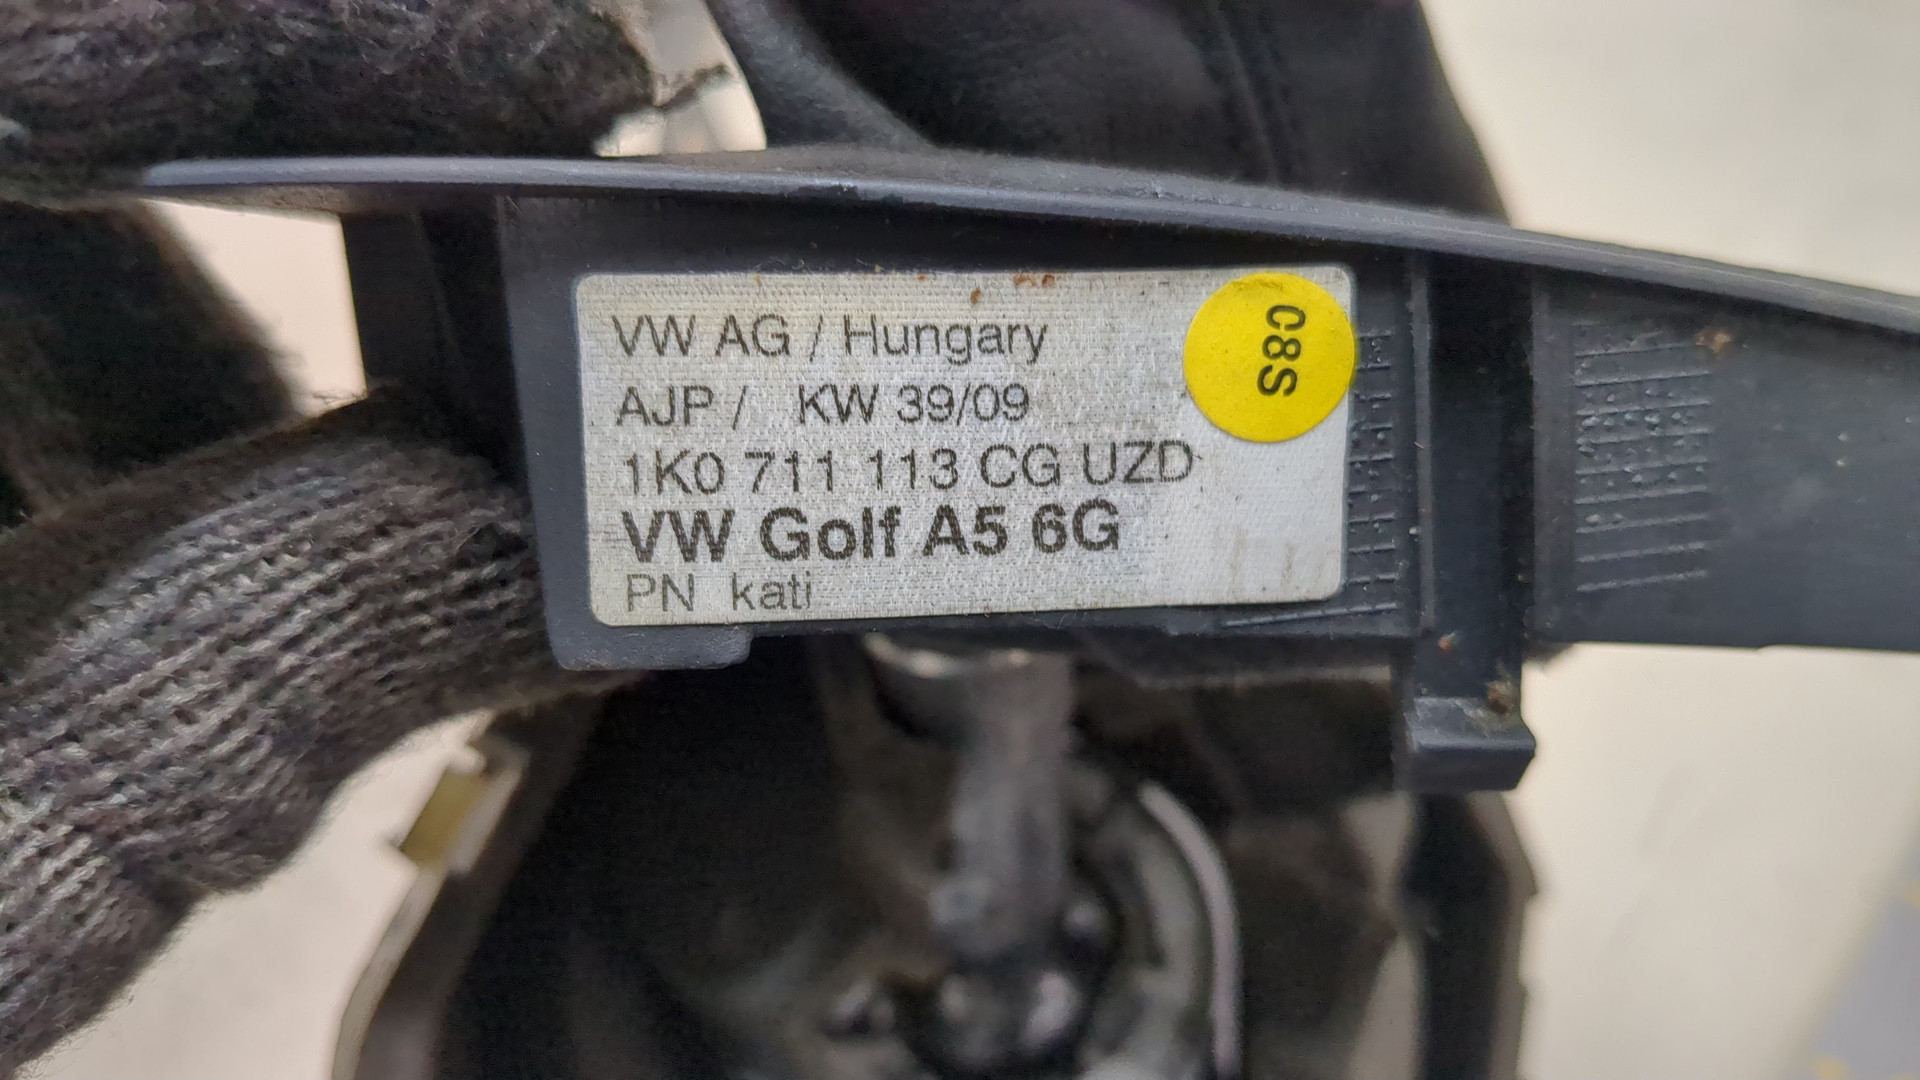 VW AG / Hungary
AJP / KW 39/09
1K0 711 113 CG UZD
VW Golf A5 6G
PN kati
C8S